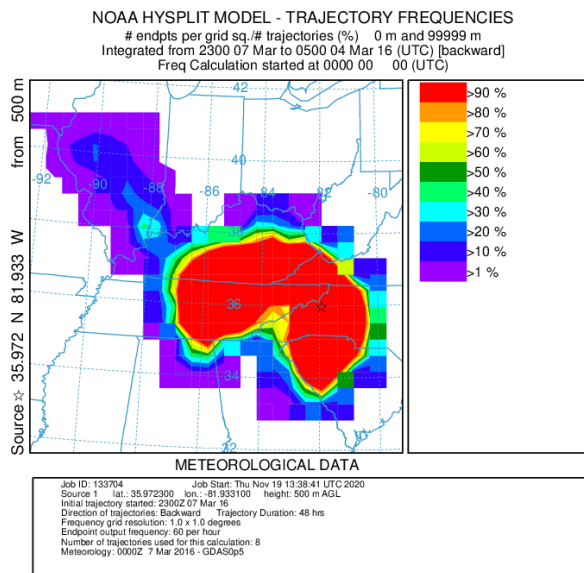 NOAA HYSPLIT MODEL - TRAJECTORY FREQUENCIES
# endpts per grid sq./# trajectories (%)    0 m and 99999 m
Integrated from 2300 07 Mar to 0500 04 Mar 16 (UTC) [backward]
Freq Calculation started at 0000 00    00 (UTC)
Source ☆ 35.972 N 81.933 W    from 500 m
42
40
38
36
34
32
-92
-90
-88
-86
-84
-82
-80
>90 %
>80 %
>70 %
>60 %
>50 %
>40 %
>30 %
>20 %
>10 %
>1 %
METEOROLOGICAL DATA
Job ID: 133704    Job Start: Thu Nov 19 13:38:41 UTC 2020
Source 1    lat.: 35.972300    lon.: -81.933100    height: 500 m AGL
Initial trajectory started: 2300Z 07 Mar 16
Direction of trajectories: Backward    Trajectory Duration: 48 hrs
Frequency grid resolution: 1.0 x 1.0 degrees
Endpoint output frequency: 60 per hour
Number of trajectories used for this calculation: 8
Meteorology: 0000Z  7 Mar 2016 - GDAS0p5